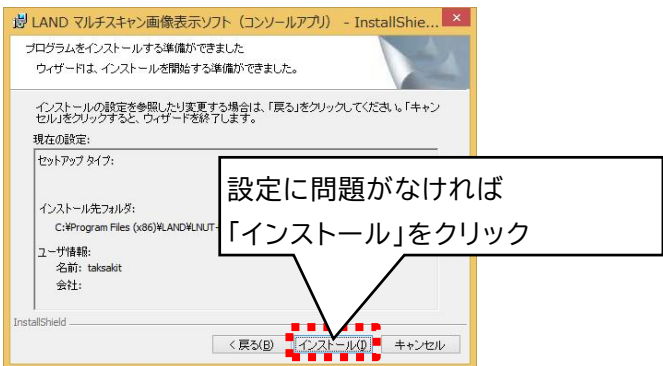 LAND マルチスキャン画像表示ソフト（コンソールアプリ） - InstallShie...
プログラムをインストールする準備ができました
ウィザードは、インストールを開始する準備ができました。
インストールの設定を参照したり変更する場合は、「戻る」をクリックしてください。「キャン
セル」をクリックすると、ウィザードを終了します。
現在の設定:
セットアップ タイプ:
設定に問題がなければ
「インストール」をクリック
インストール先フォルダ:
C:¥Program Files (x86)¥LAND¥LNUT-
ユーザ情報:
名前: taksakit
会社:
InstallShield
< 戻る(B)
インストール(I)
キャンセル